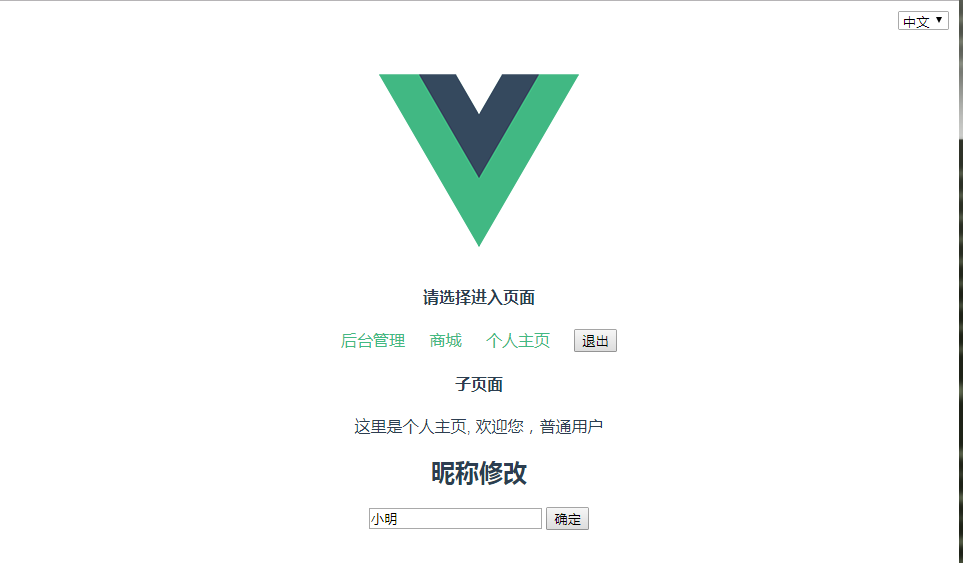 中文
请选择进入页面
后台管理 商城 个人主页 退出
子页面
这里是个人主页, 欢迎您，普通用户
昵称修改
小明 确定